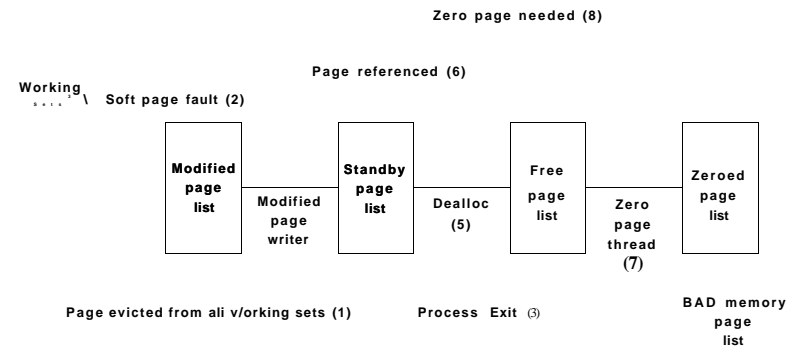 Zero page needed (8)
Page referenced (6)
Working
Sets
Soft page fault (2)
Modified
page
list
Modified
page
writer
Standby
page
list
Dealloc
(5)
Free
page
list
Zero
page
thread
(7)
Zeroed
page
list
Page evicted from ali v/orking sets (1)
Process Exit (3)
BAD memory
page
list